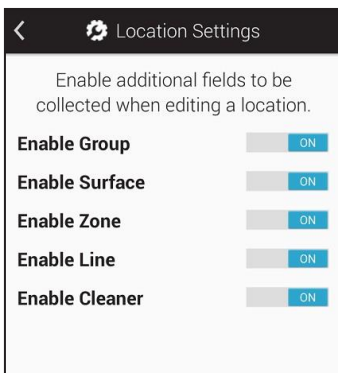 Location Settings
Enable additional fields to be
collected when editing a location.
Enable Group ON
Enable Surface ON
Enable Zone ON
Enable Line ON
Enable Cleaner ON